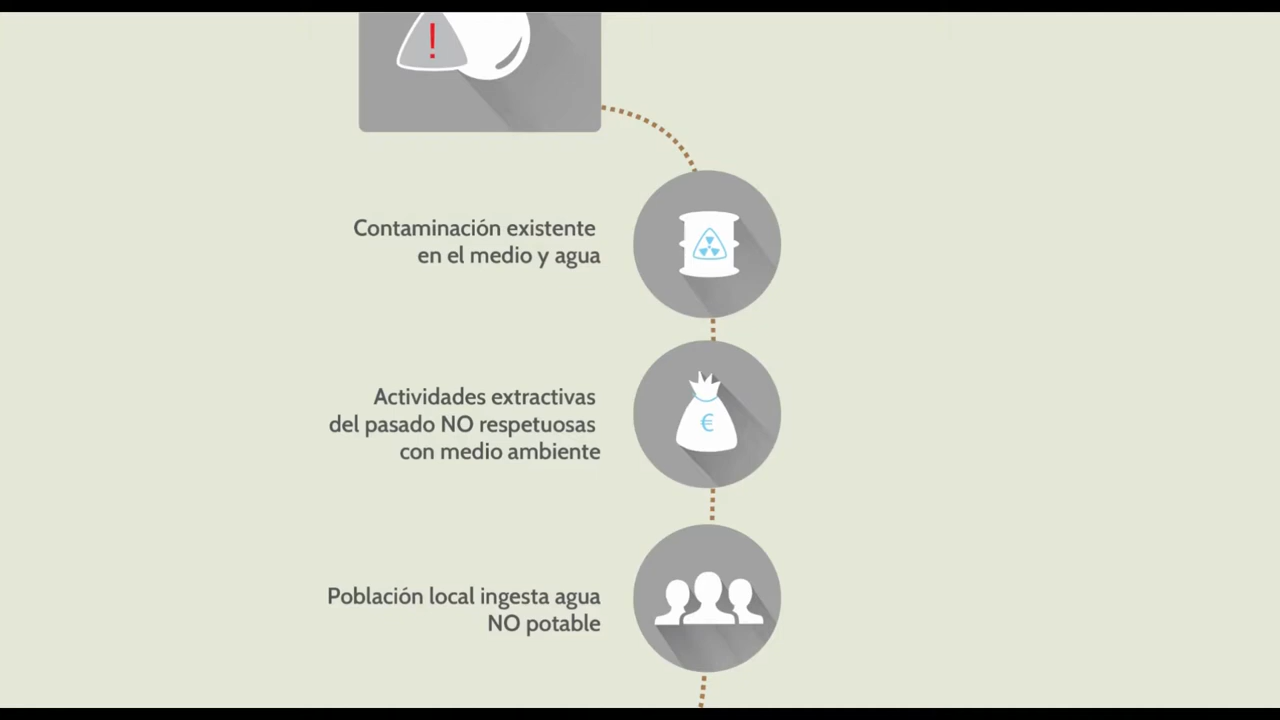 !
Contaminación existente
en el medio y agua
Actividades extractivas
del pasado NO respetuosas
con medio ambiente
€
Población local ingesta agua
NO potable